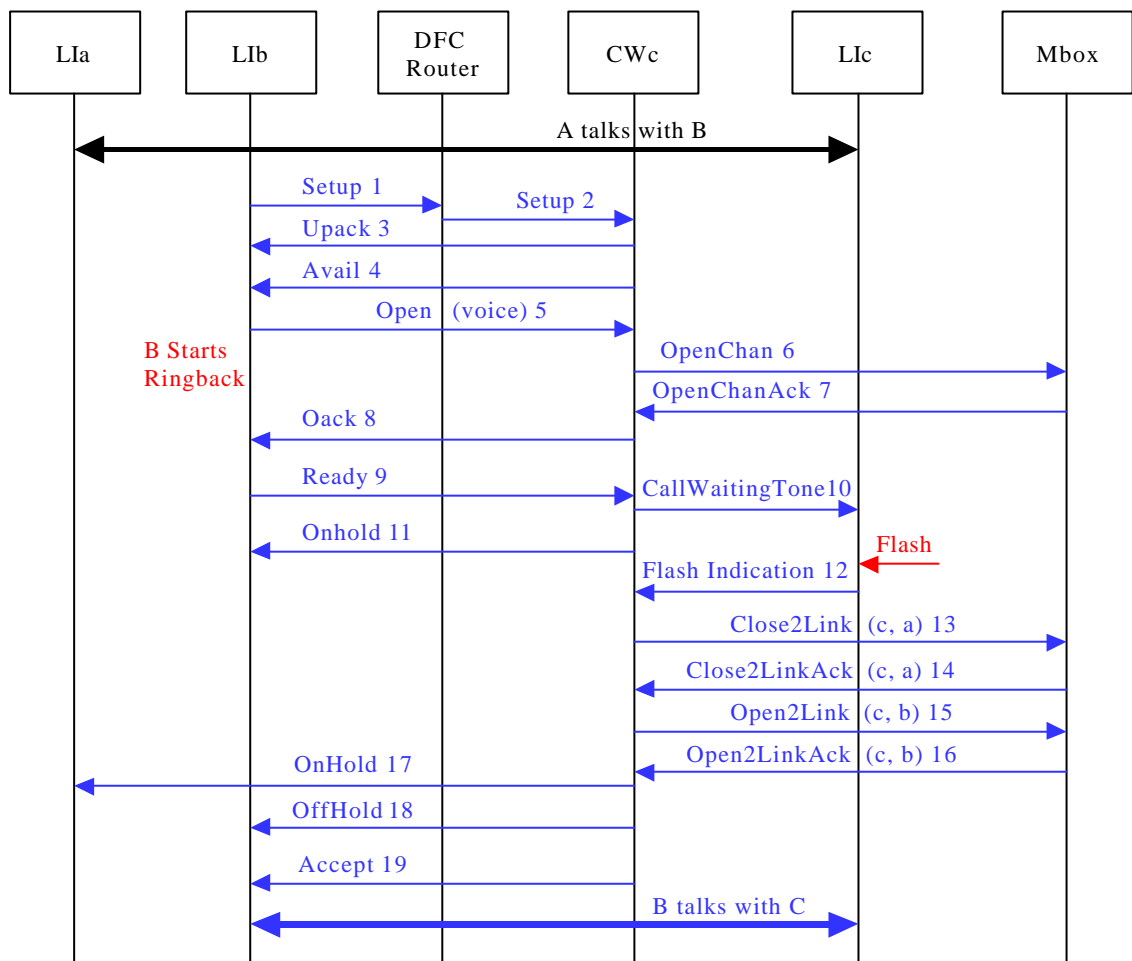 LIa
LIb
DFC
Router
CWc
LIc
Mbox
A talks with B
Setup 1
Setup 2
Upack 3
Avail 4
Open (voice) 5
B Starts
Ringback
OpenChan 6
OpenChanAck 7
Oack 8
Ready 9
CallWaitingTone10
Onhold 11
Flash
Flash Indication 12
Close2Link (c, a) 13
Close2LinkAck (c, a) 14
Open2Link (c, b) 15
Open2LinkAck (c, b) 16
OnHold 17
OffHold 18
Accept 19
B talks with C